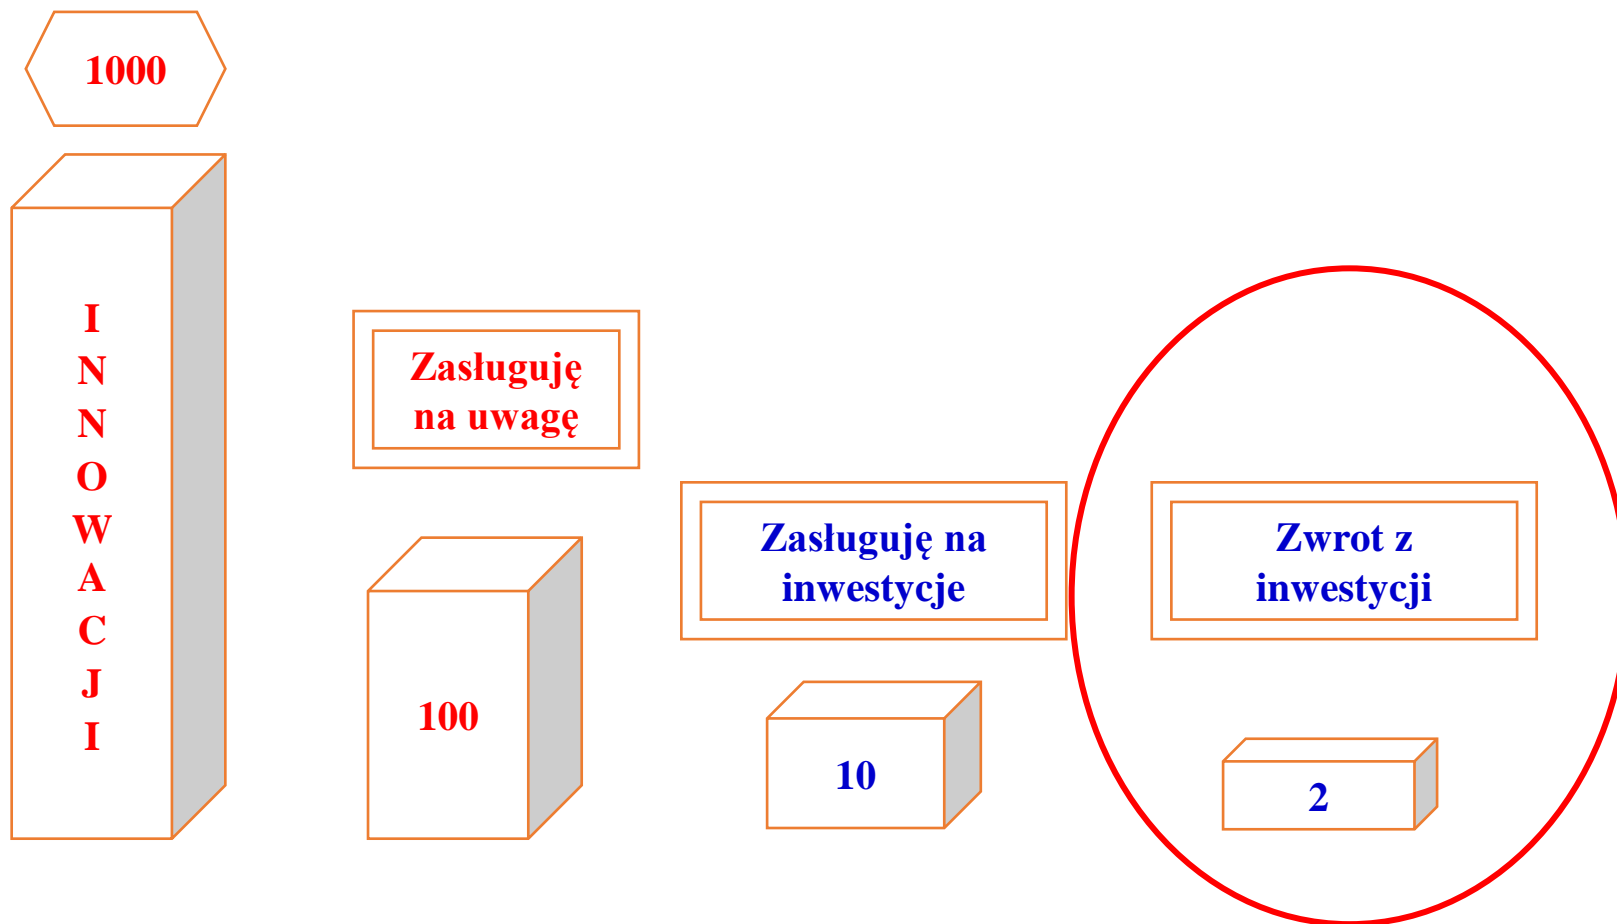 1000
I
N
N
O
W
A
C
J
I
Zasługuję
na uwagę
100
Zasługuję na
inwestycje
10
Zwrot z
inwestycji
2